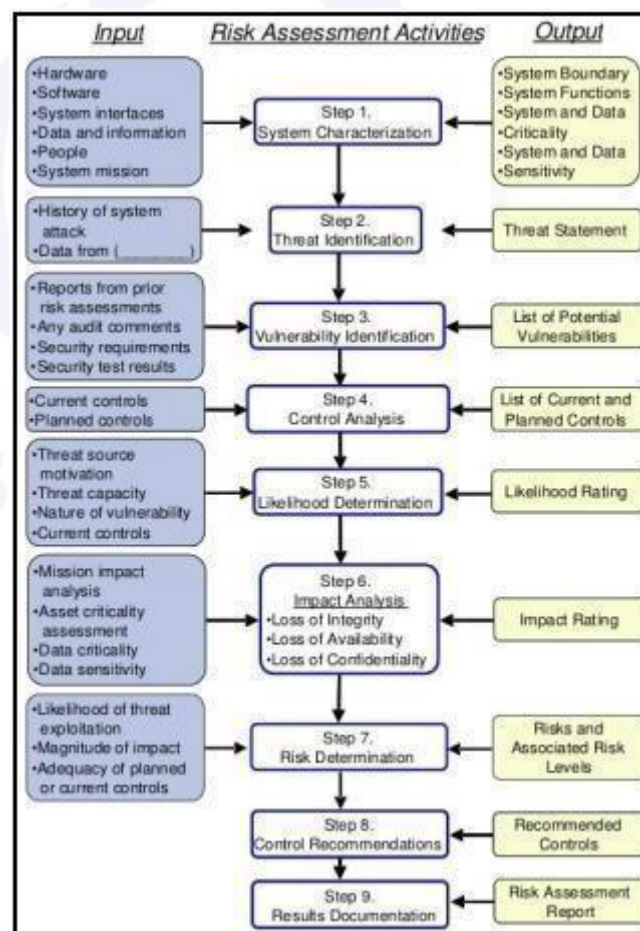 Input
Risk Assessment Activities
Output
•Hardware
•Software
•System interfaces
•Data and information
•People
•System mission
Step 1.
System Characterization
•System Boundary
•System Functions
•System and Data
•Criticality
•System and Data
•Sensitivity
•History of system
attack
•Data from (_______)
Step 2.
Threat Identification
Threat Statement
•Reports from prior
risk assessments
•Any audit comments
•Security requirements
•Security test results
Step 3.
Vulnerability Identification
List of Potential
Vulnerabilities
•Current controls
•Planned controls
Step 4.
Control Analysis
List of Current and
Planned Controls
•Threat source
motivation
•Threat capacity
•Nature of vulnerability
•Current controls
Step 5.
Likelihood Determination
Likelihood Rating
•Mission impact
analysis
•Asset criticality
assessment
•Data criticality
•Data sensitivity
Step 6.
Impact Analysis
•Loss of Integrity
•Loss of Availability
•Loss of Confidentiality
Impact Rating
•Likelihood of threat
exploitation
•Magnitude of impact
•Adequacy of planned
or current controls
Step 7.
Risk Determination
Risks and
Associated Risk
Levels
Step 8.
Control Recommendations
Recommended
Controls
Step 9.
Results Documentation
Risk Assessment
Report